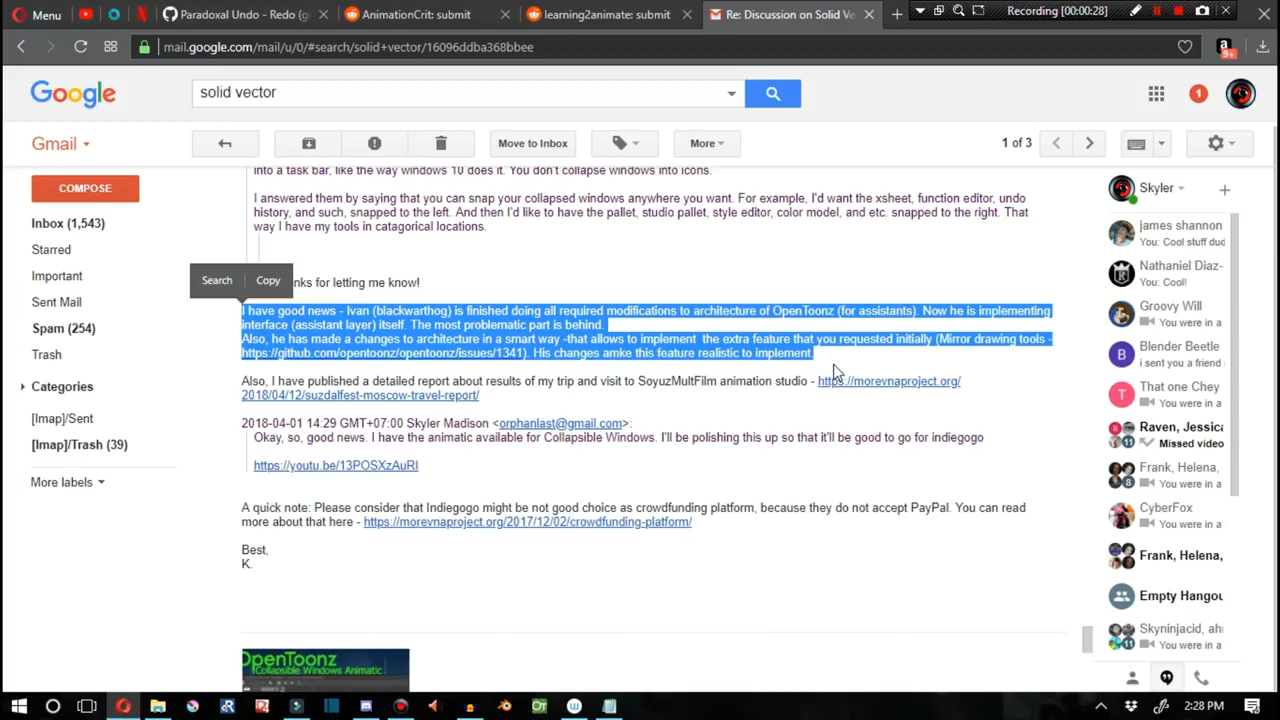 Menu
Paradoxal Undo - Redo (g
AnimationCrit: submit
learning2animate: submit
Re: Discussion on Solid Ve
Recording [00:00:28]
mail.google.com/mail/u/0/#search/solid+vector/16096ddba368bbee
9+
Google
solid vector
1
Gmail
Move to Inbox
More
1 of 3
COMPOSE
Inbox (1,543)
Starred
Important
Sent Mail
Spam (254)
Trash
Categories
[Imap]/Sent
[Imap]/Trash (39)
More labels
into a task bar, like the way windows 10 does it. You don't collapse windows into icons.
I answered them by saying that you can snap your collapsed windows anywhere you want. For example, I'd want the xsheet, function editor, undo
history, and such, snapped to the left. And then I'd like to have the pallet, studio pallet, style editor, color model, and etc. snapped to the right. That
way I have my tools in catagorical locations.
Search
Copy
nks for letting me know!
I have good news - Ivan (blackwarthog) is finished doing all required modifications to architecture of OpenToonz (for assistants). Now he is implementing
interface (assistant layer) itself. The most problematic part is behind.
Also, he has made a changes to architecture in a smart way -that allows to implement the extra feature that you requested initially (Mirror drawing tools -
https://github.com/opentoonz/opentoonz/issues/1341). His changes amke this feature realistic to implement.
Also, I have published a detailed report about results of my trip and visit to SoyuzMultFilm animation studio - https://morevnaproject.org/
2018/04/12/suzdalfest-moscow-travel-report/
2018-04-01 14:29 GMT+07:00 Skyler Madison <orphanlast@gmail.com>:
Okay, so, good news. I have the animatic available for Collapsible Windows. I'll be polishing this up so that it'll be good to go for indiegogo
https://youtu.be/13POSXzAuRI
A quick note: Please consider that Indiegogo might be not good choice as crowdfunding platform, because they do not accept PayPal. You can read
more about that here - https://morevnaproject.org/2017/12/02/crowdfunding-platform/
Best,
K.
OpenToonz
Collapsible Windows Animatic
Skyler
james shannon
You: Cool stuff dud
Nathaniel Diaz-
You: Cool!
Groovy Will
You were in a
Blender Beetle
i sent you a friend
That one Chey
You were in a
Raven, Jessica
Missed video
11
Frank, Helena,
You were in a
8
CyberFox
You were in a
Frank, Helena,
Empty Hangou
Skyninjacid, ah
You were in a
11
2:28 PM